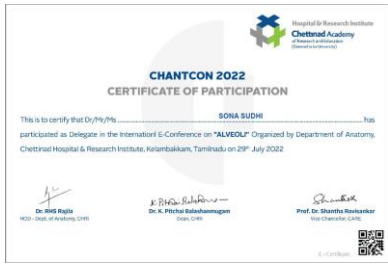 Hospital & Research Institute
Chettinad Academy
of Research and Education
(Deemed to be University)
CHANTCON 2022
CERTIFICATE OF PARTICIPATION
This is to certify that Dr/Mr/Ms SONA SUDHI has
participated as Delegate in the Internationl E-Conference on "ALVEOLI" Organized by Department of Anatomy,
Chettinad Hospital & Research Institute, Kelambakkam, Tamilnadu on 29th July 2022
Dr. RHS Rajila
HOD - Dept. of Anatomy, CHRI
Dr. K. Pitchai Balashanmugam
Dean, CHRI
Prof. Dr. Shantha Ravisankar
Vice Chancellor, CARE
E - Certificate